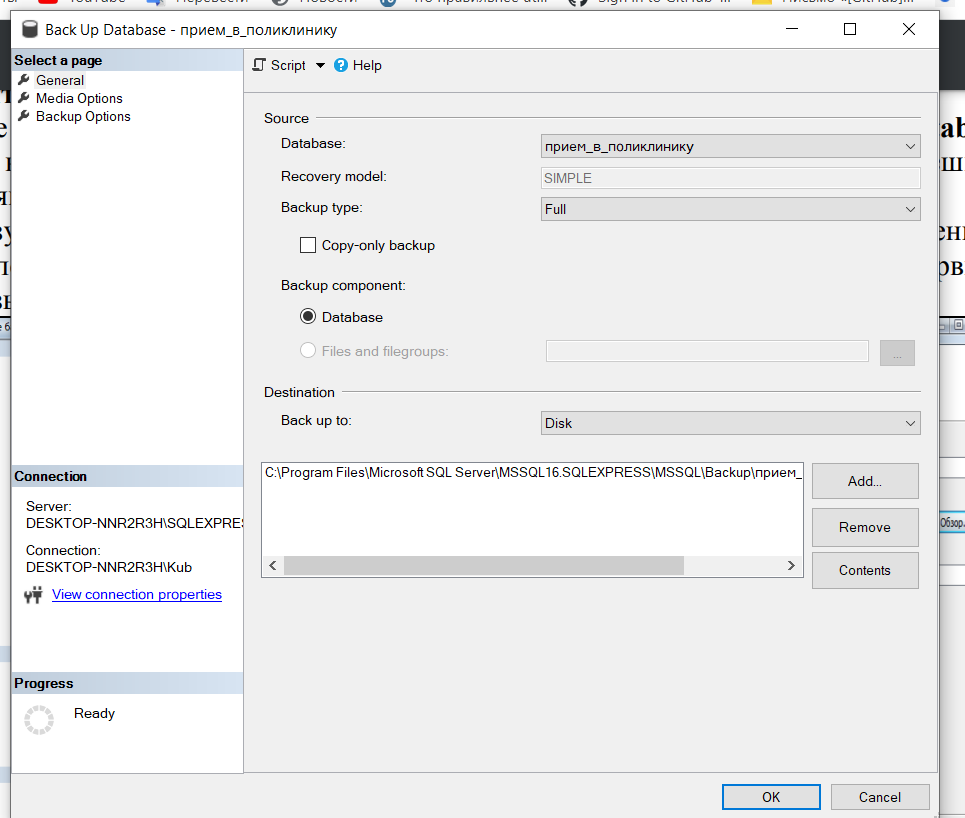 Back Up Database - прием_в_поликлинику
Select a page
General
Media Options
Backup Options
Script
Help
Source
Database:
прием_в_поликлинику
Recovery model:
SIMPLE
Backup type:
Full
Copy-only backup
Backup component:
Database
Files and filegroups:
...
Destination
Back up to:
Disk
C:\Program Files\Microsoft SQL Server\MSSQL16.SQLEXPRESS\MSSQL\Backup\прием_
Add...
Remove
Contents
Connection
Server:
DESKTOP-NNR2R3H\SQLEXPRE
Connection:
DESKTOP-NNR2R3H\Kub
View connection properties
Progress
Ready
Обзор.
OK
Cancel